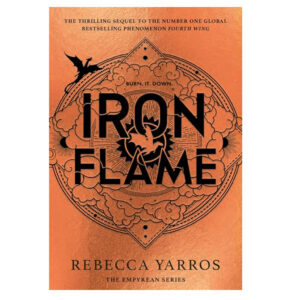 THE THRILLING SEQUEL TO THE NUMBER ONE GLOBAL
BESTSELLING PHENOMENON FOURTH WING
BURN. IT. DOWN.
IRON
FLAME
REBECCA YARROS
THE EMPYREAN SERIES